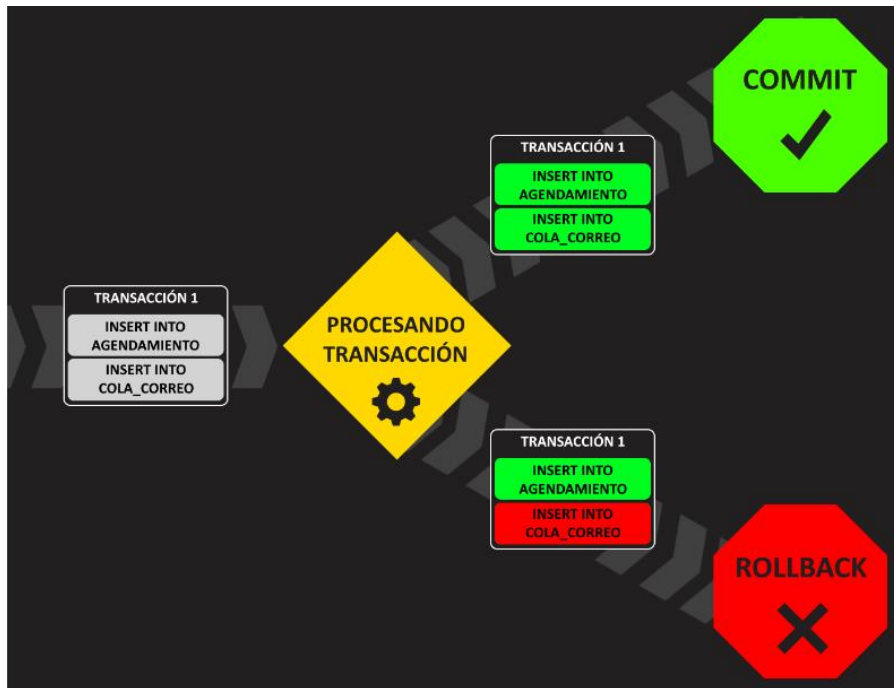 TRANSACCIÓN 1
INSERT INTO
AGENDAMIENTO
INSERT INTO
COLA_CORREO
PROCESANDO
TRANSACCIÓN
TRANSACCIÓN 1
INSERT INTO
AGENDAMIENTO
INSERT INTO
COLA_CORREO
COMMIT
TRANSACCIÓN 1
INSERT INTO
AGENDAMIENTO
INSERT INTO
COLA_CORREO
ROLLBACK